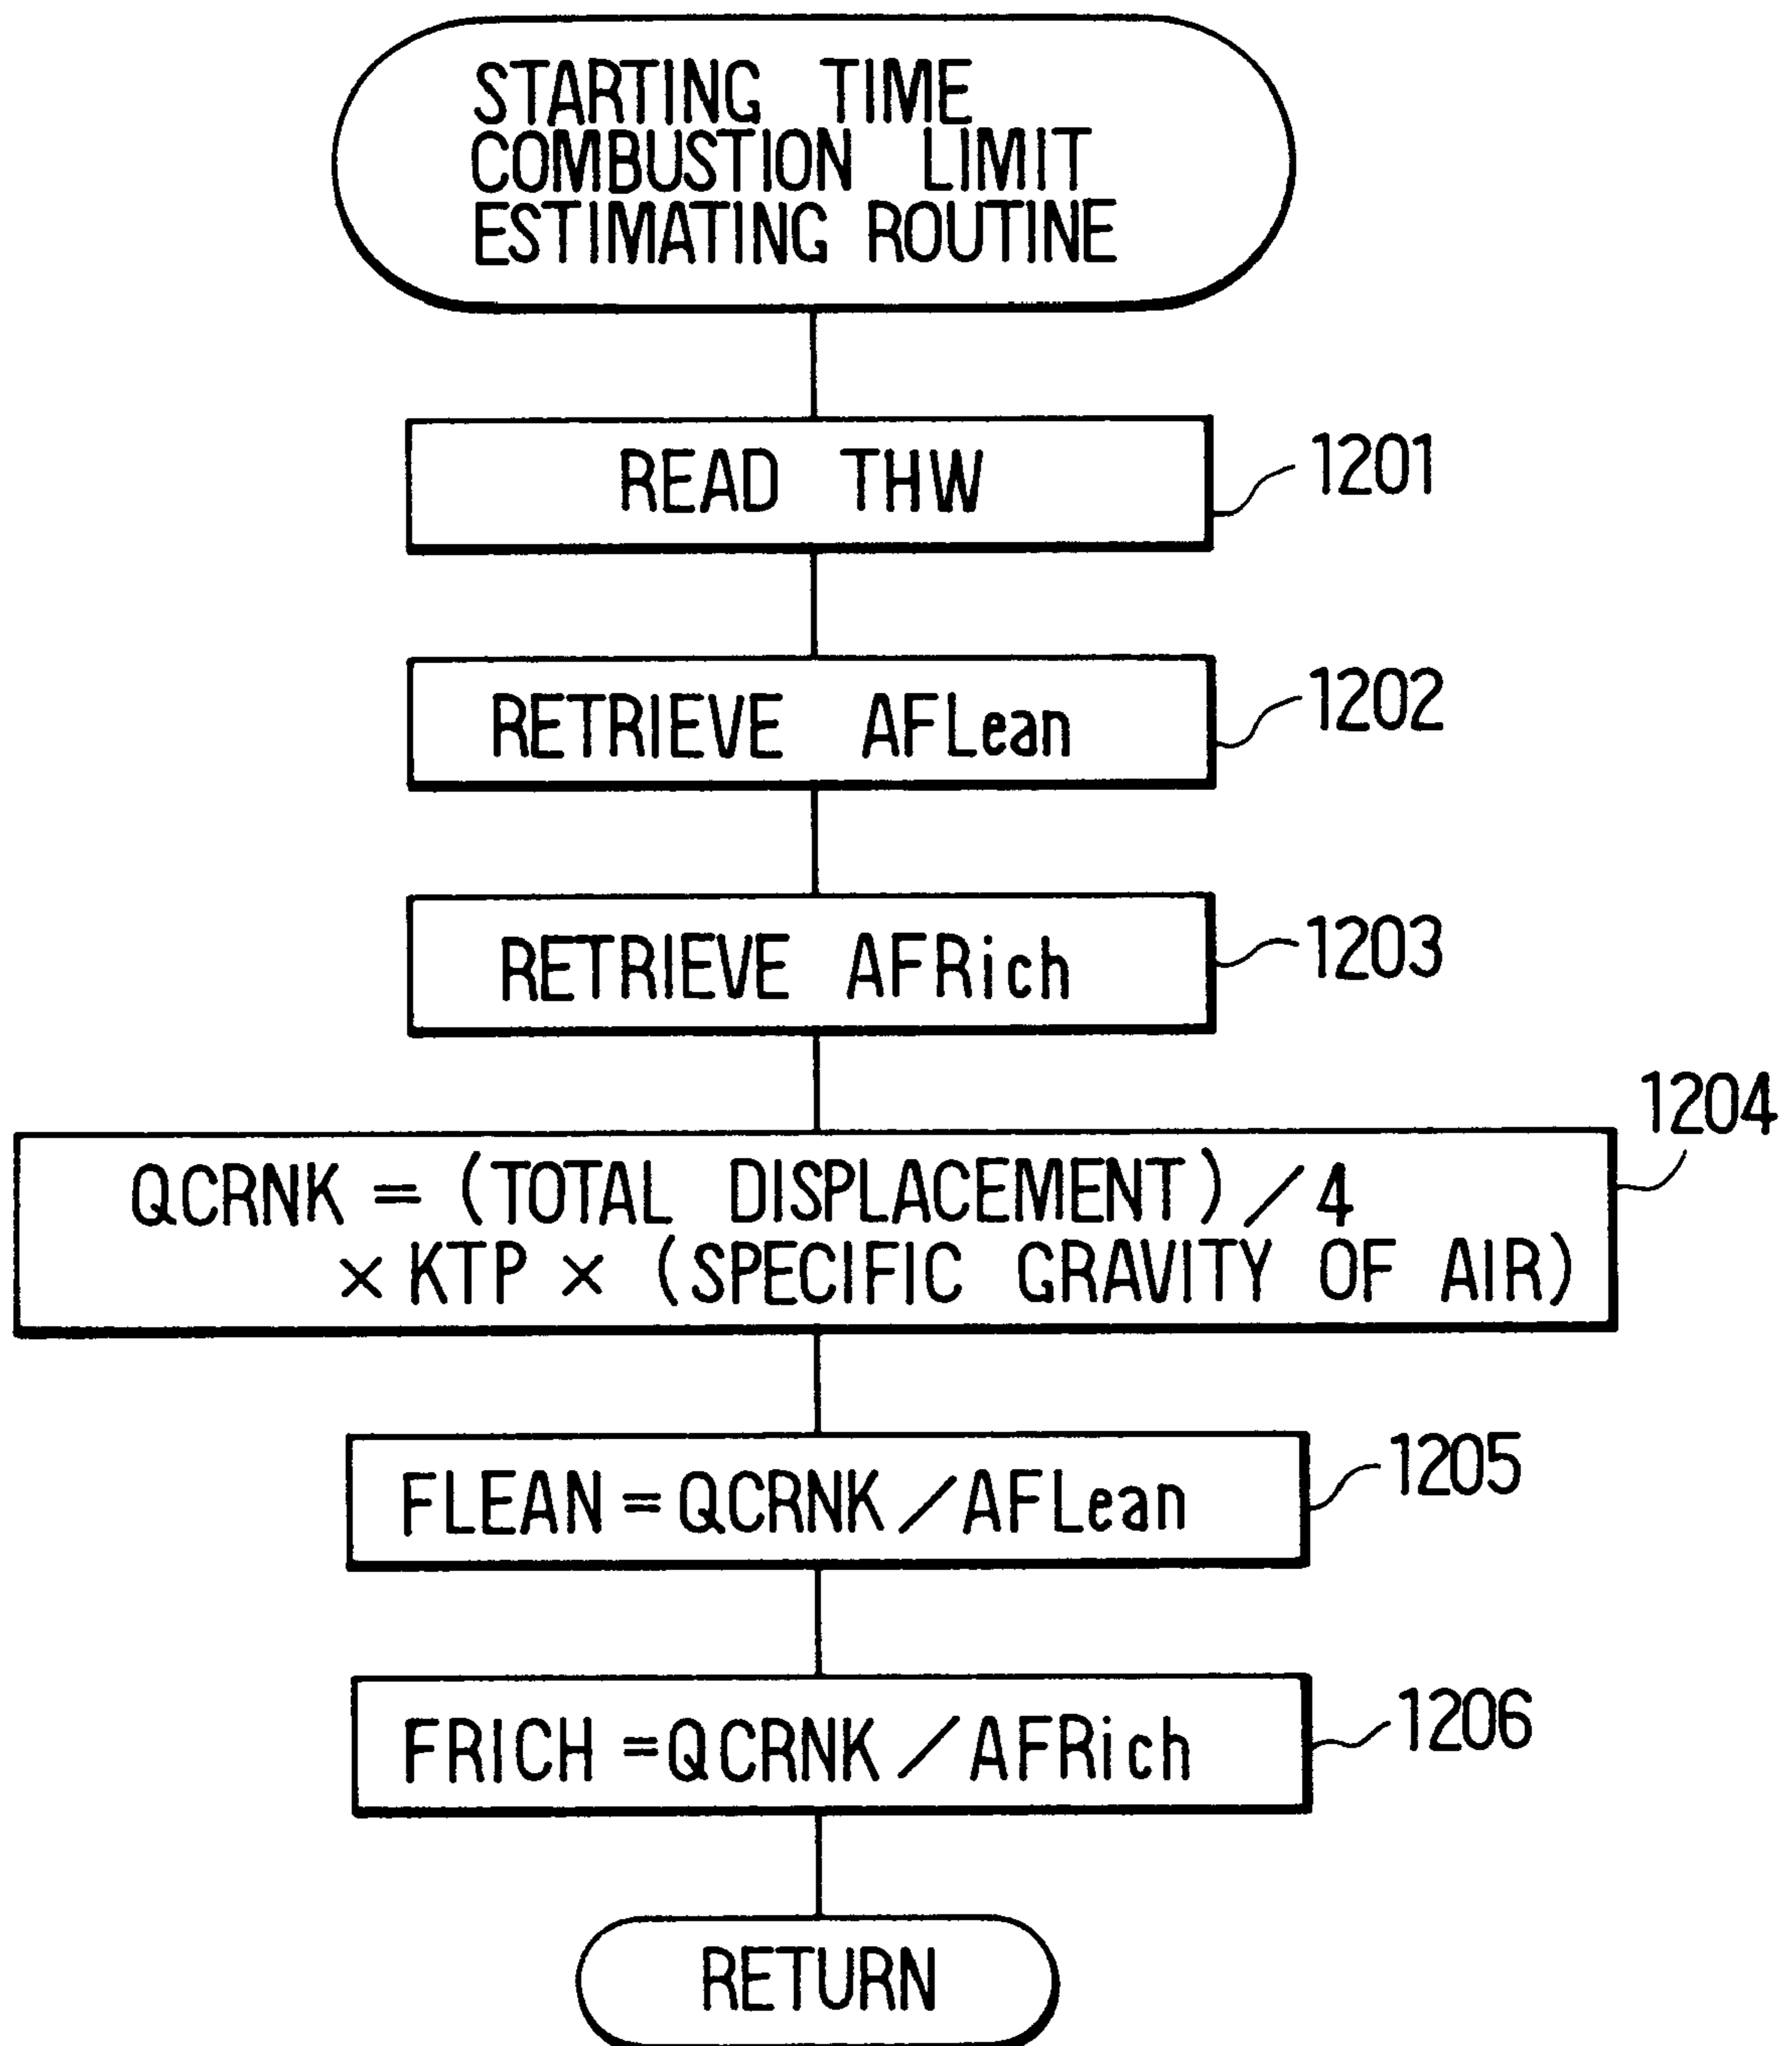 STARTING TIME
COMBUSTION LIMIT
ESTIMATING ROUTINE
READ THW
1201
RETRIEVE AFLean
1202
RETRIEVE AFRich
1203
1204
QCRNK = (TOTAL DISPLACEMENT)/4
× KTP × (SPECIFIC GRAVITY OF AIR)
FLEAN = QCRNK/AFLean
1205
FRICH = QCRNK/AFRich
1206
RETURN